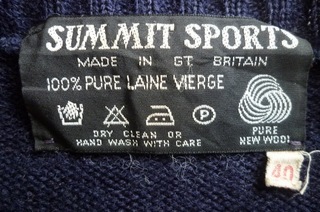 SUMMIT SPORTS
MADE IN GT. BRITAIN
100% PURE LAINE VIERGE
P
DRY CLEAN OR
HAND WASH WITH CARE
PURE
NEW WOOL
40